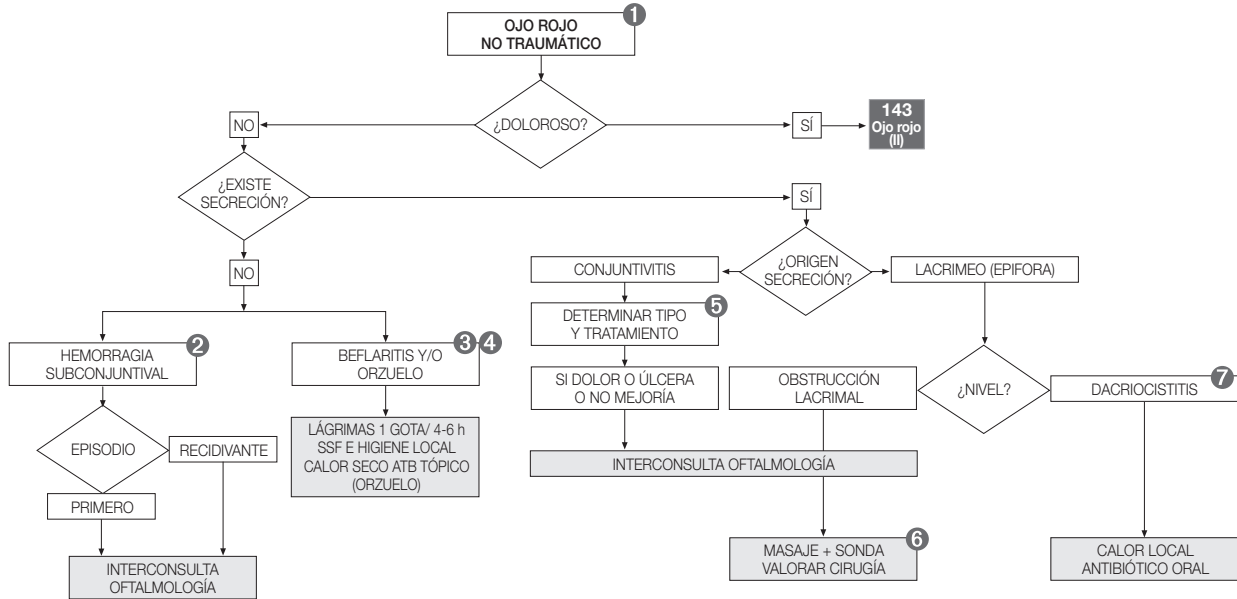 1
OJO ROJO
NO TRAUMÁTICO
¿DOLOROSO?
NO
SÍ
143
Ojo rojo
(II)
¿EXISTE
SECRECIÓN?
SÍ
NO
¿ORIGEN
SECRECIÓN?
CONJUNTIVITIS
LACRIMEO (EPIFORA)
5
DETERMINAR TIPO
Y TRATAMIENTO
2
HEMORRAGIA
SUBCONJUNTIVAL
3 4
BEFLARITIS Y/O
ORZUELO
SI DOLOR O ÚLCERA
O NO MEJORÍA
OBSTRUCCIÓN
LACRIMAL
¿NIVEL?
7
DACRIOCISTITIS
EPISODIO
RECIDIVANTE
LÁGRIMAS 1 GOTA/ 4-6 h
SSF E HIGIENE LOCAL
CALOR SECO ATB TÓPICO
(ORZUELO)
INTERCONSULTA OFTALMOLOGÍA
PRIMERO
INTERCONSULTA
OFTALMOLOGÍA
6
MASAJE + SONDA
VALORAR CIRUGÍA
CALOR LOCAL
ANTIBIÓTICO ORAL